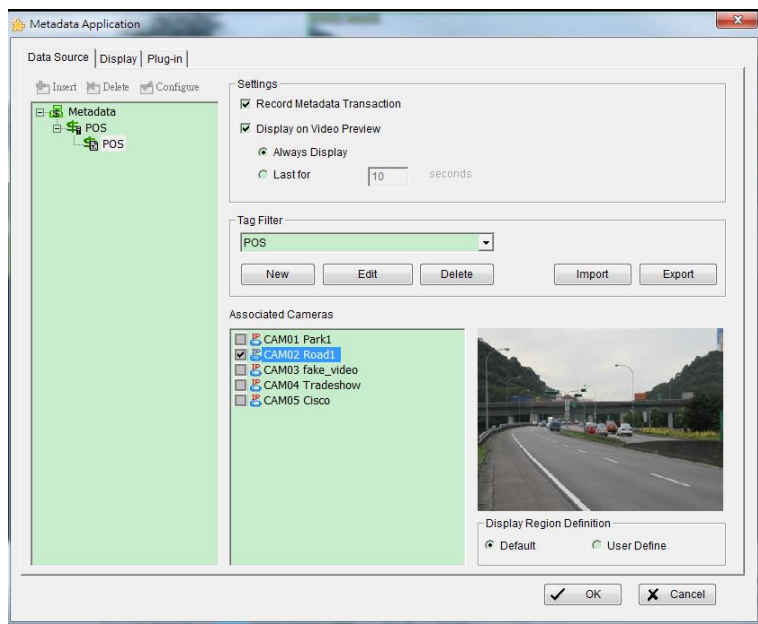 Metadata Application
Data Source Display Plug-in
Insert Delete Configure
Metadata
POS
POS
Settings
Record Metadata Transaction
Display on Video Preview
Always Display
Last for 10 seconds
Tag Filter
POS
New Edit Delete Import Export
Associated Cameras
CAM01 Park1
CAM02 Road1
CAM03 fake_video
CAM04 Tradeshow
CAM05 Cisco
Display Region Definition
Default User Define
OK Cancel